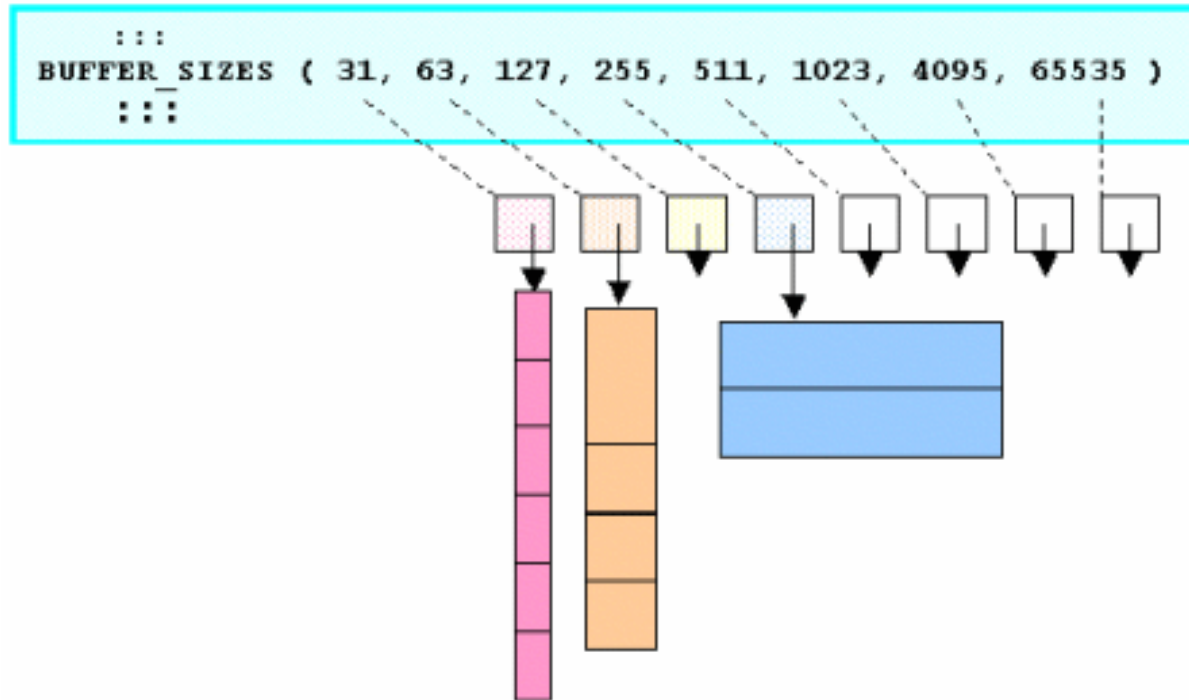 :::
BUFFER_SIZES ( 31, 63, 127, 255, 511, 1023, 4095, 65535 )
:::